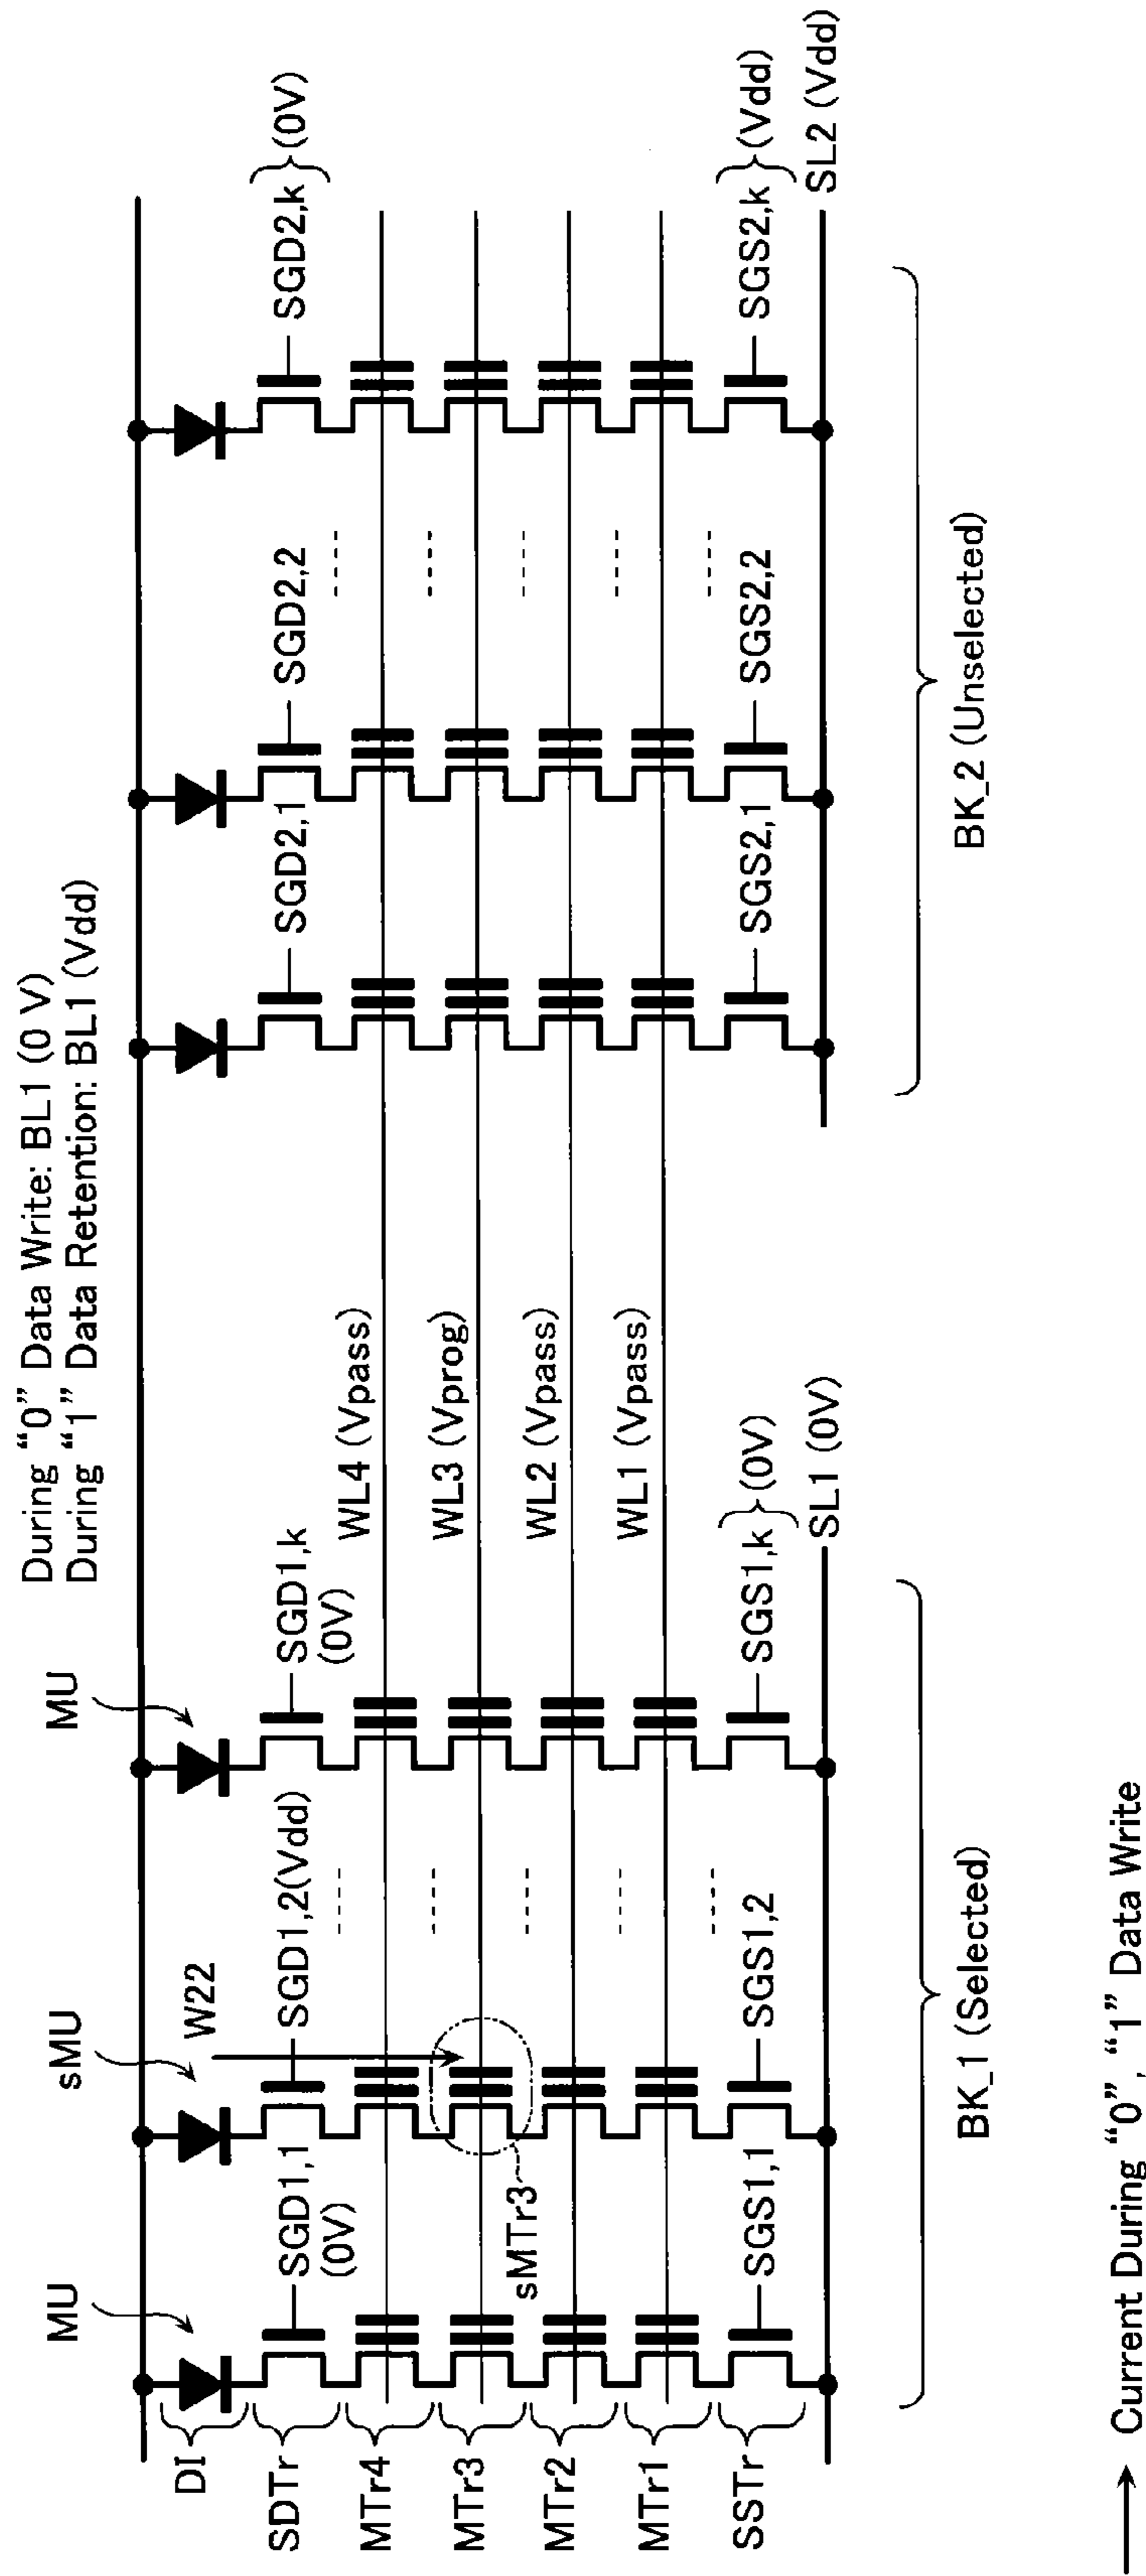 During “0” Data Write: BL1 (0 V)
During “1” Data Retention: BL1 (Vdd)
MU
sMU
MU
W22
DI
SDTr
MTr4
MTr3
MTr2
MTr1
SSTr
SGD1,1
(0V)
SGD1,2(Vdd)
SGD1,k
(0V)
SGD2,1
SGD2,2
SGD2,k
(0V)
WL4 (Vpass)
WL3 (Vprog)
WL2 (Vpass)
WL1 (Vpass)
sMTr3
SGS1,1
SGS1,2
SGS1,k
(0V)
SGS2,1
SGS2,2
SGS2,k
(Vdd)
SL1 (0V)
SL2 (Vdd)
BK_1 (Selected)
BK_2 (Unselected)
Current During “0”, “1” Data Write